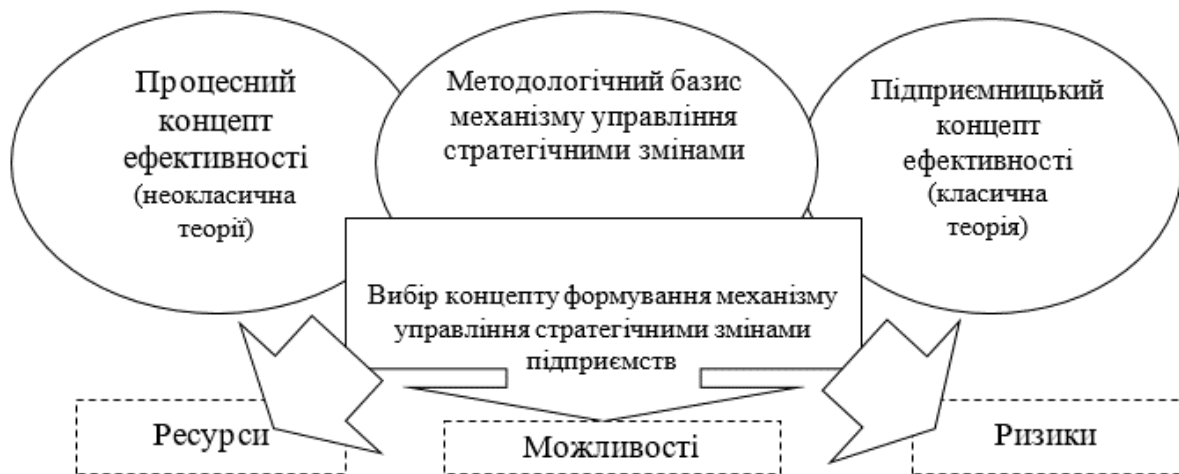 Процесний
концепт
ефективності
(неокласична
теорії)
Методологічний базис
механізму управління
стратегічними змінами
Підприємницький
концепт
ефективності
(класична
теорія)
Вибір концепту формування механізму
управління стратегічними змінами
підприємств
Ресурси
Можливості
Ризики